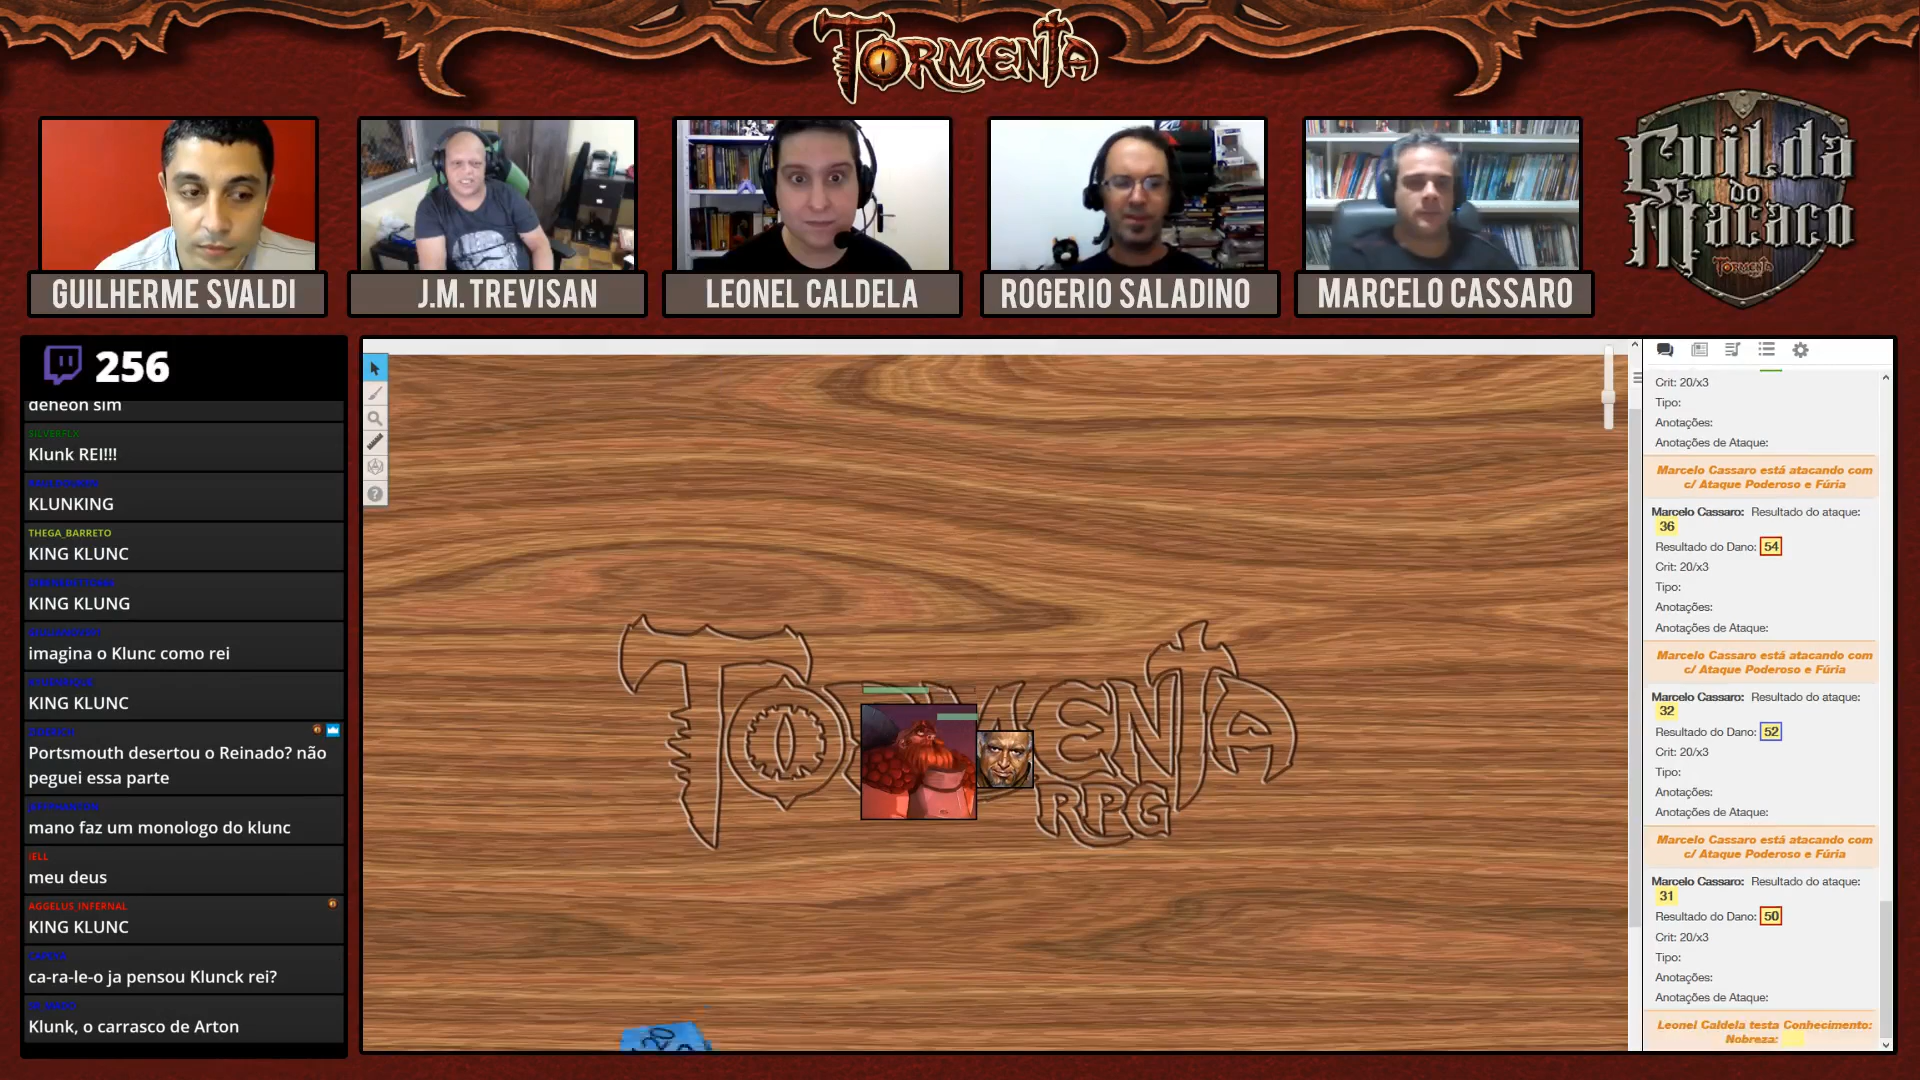 TORMENTA
Guilda
do
Macaco
TORMENTA
GUILHERME SVALDI
J.M. TREVISAN
LEONEL CALDELA
ROGERIO SALADINO
MARCELO CASSARO
256
deheon sim
SILVERFLX
Klunk REI!!!
KLUNKING
THEGA_BARRETO
KING KLUNC
KING KLUNG
imagina o Klunc como rei
KING KLUNC
Portsmouth desertou o Reinado? não
peguei essa parte
mano faz um monologo do klunc
IELL
meu deus
AGGELUS_INFERNAL
KING KLUNC
ca-ra-le-o ja pensou Klunck rei?
Klunk, o carrasco de Arton
TORMENTA
RPG
20
Crit: 20/x3
Tipo:
Anotações:
Anotações de Ataque:
Marcelo Cassaro está atacando com
c/ Ataque Poderoso e Fúria
Marcelo Cassaro: Resultado do ataque:
36
Resultado do Dano: 54
Crit: 20/x3
Tipo:
Anotações:
Anotações de Ataque:
Marcelo Cassaro está atacando com
c/ Ataque Poderoso e Fúria
Marcelo Cassaro: Resultado do ataque:
32
Resultado do Dano: 52
Crit: 20/x3
Tipo:
Anotações:
Anotações de Ataque:
Marcelo Cassaro está atacando com
c/ Ataque Poderoso e Fúria
Marcelo Cassaro: Resultado do ataque:
31
Resultado do Dano: 50
Crit: 20/x3
Tipo:
Anotações:
Anotações de Ataque:
Leonel Caldela testa Conhecimento:
Nobreza: